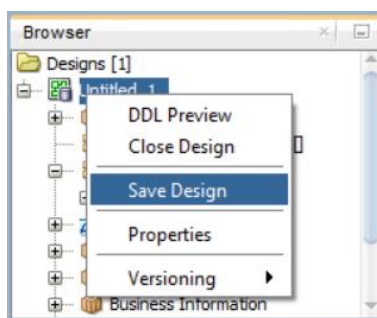 Browser
Designs [1]
Untitled_1
DDL Preview
Close Design
[]
Save Design
Properties
Versioning
Business Information